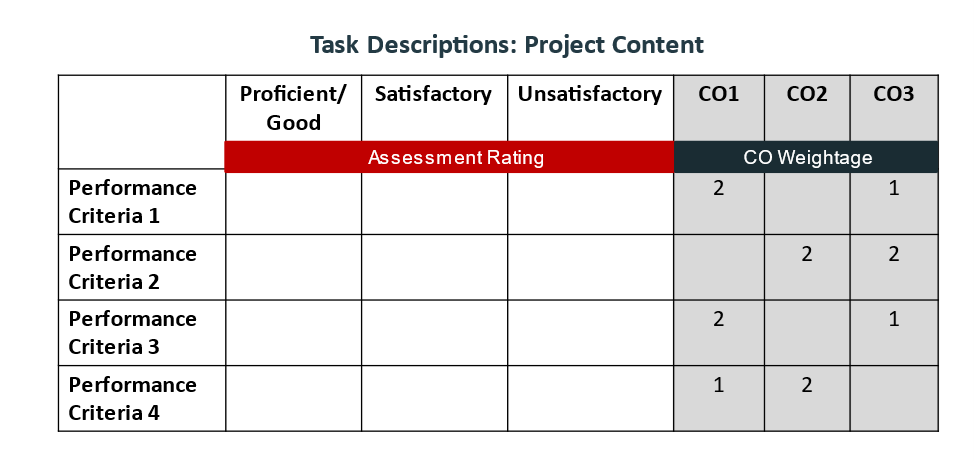 Task Descriptions: Project Content
Proficient/ Satisfactory Unsatisfactory CO1 CO2 CO3
Good
Assessment Rating CO Weightage
Performance 2 1
Criteria 1
Performance 2 2
Criteria 2
Performance 2 1
Criteria 3
Performance 1 2
Criteria 4